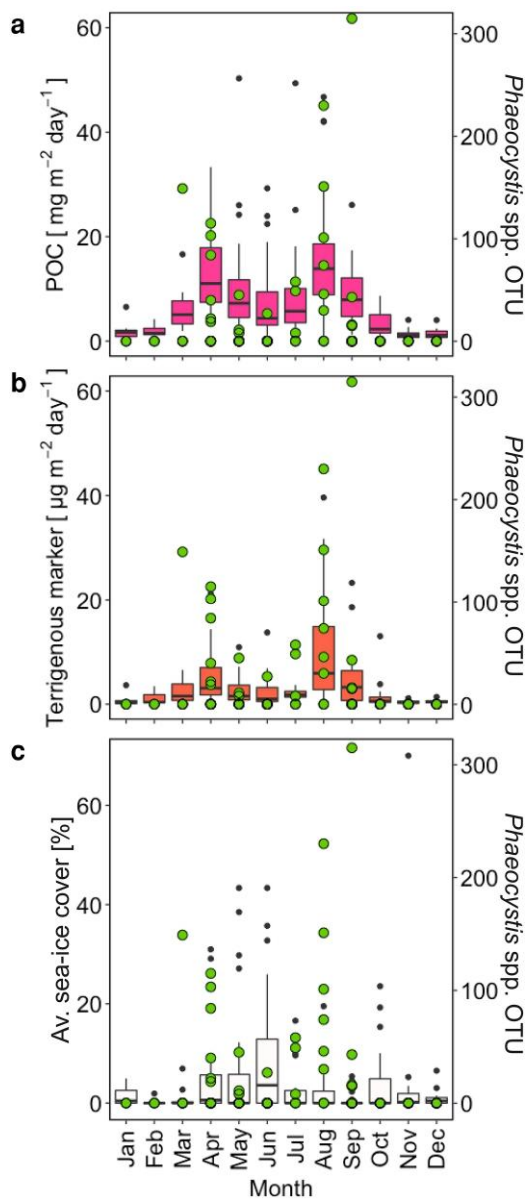 a
60
40
20
0
POC [ mg m⁻² day⁻¹ ]
300
200
100
0
Phaeocystis spp. OTU
b
60
40
20
0
Terrigenous marker [ µg m⁻² day⁻¹ ]
300
200
100
0
Phaeocystis spp. OTU
c
60
40
20
0
Av. sea-ice cover [%]
300
200
100
0
Phaeocystis spp. OTU
Jan Feb Mar Apr May Jun Jul Aug Sep Oct Nov Dec
Month